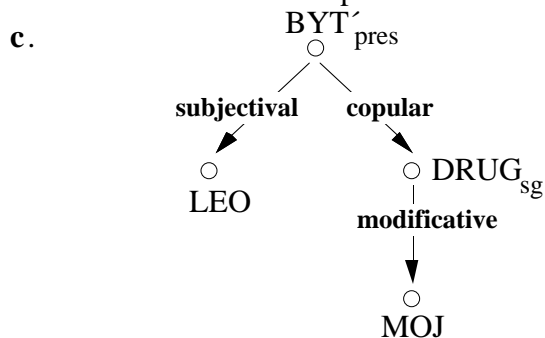 c.
BYT´pres
subjectival copular
LEO
DRUGsg
modificative
MOJ